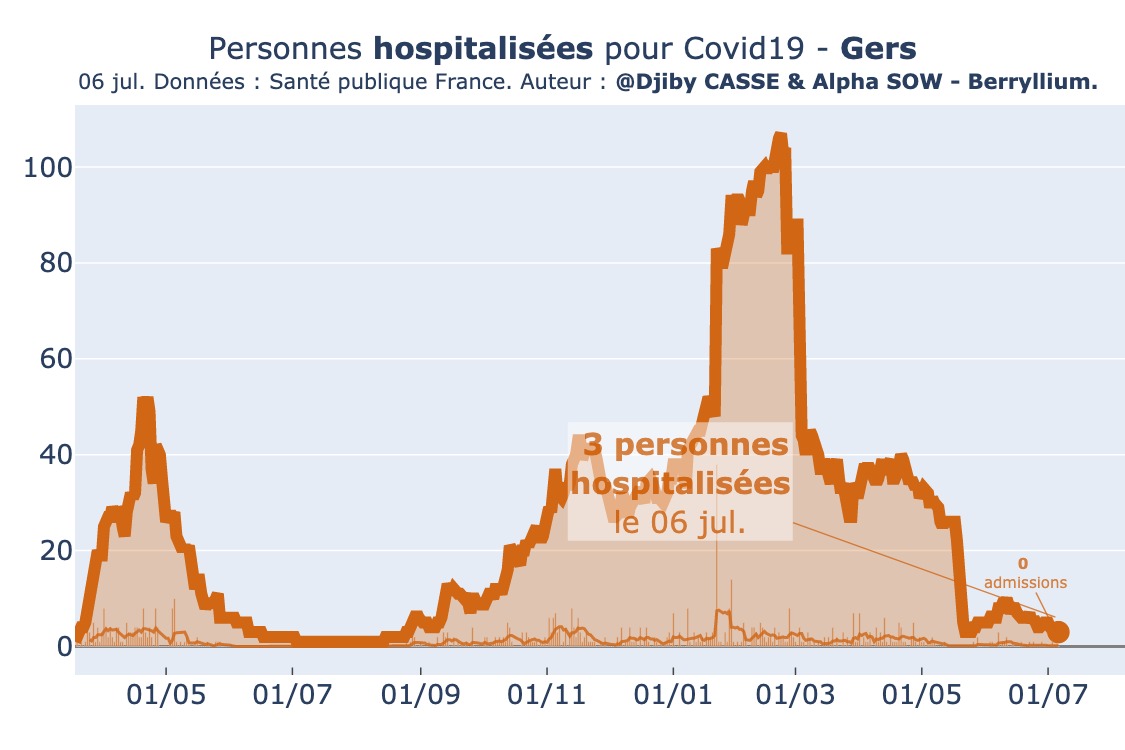 Personnes hospitalisées pour Covid19 - Gers
06 jul. Données : Santé publique France. Auteur : @Djiby CASSE & Alpha SOW - Berryllium.
100
80
60
40
20
0
3 personnes
hospitalisées
le 06 jul.
0
admissions
01/05 01/07 01/09 01/11 01/01 01/03 01/05 01/07